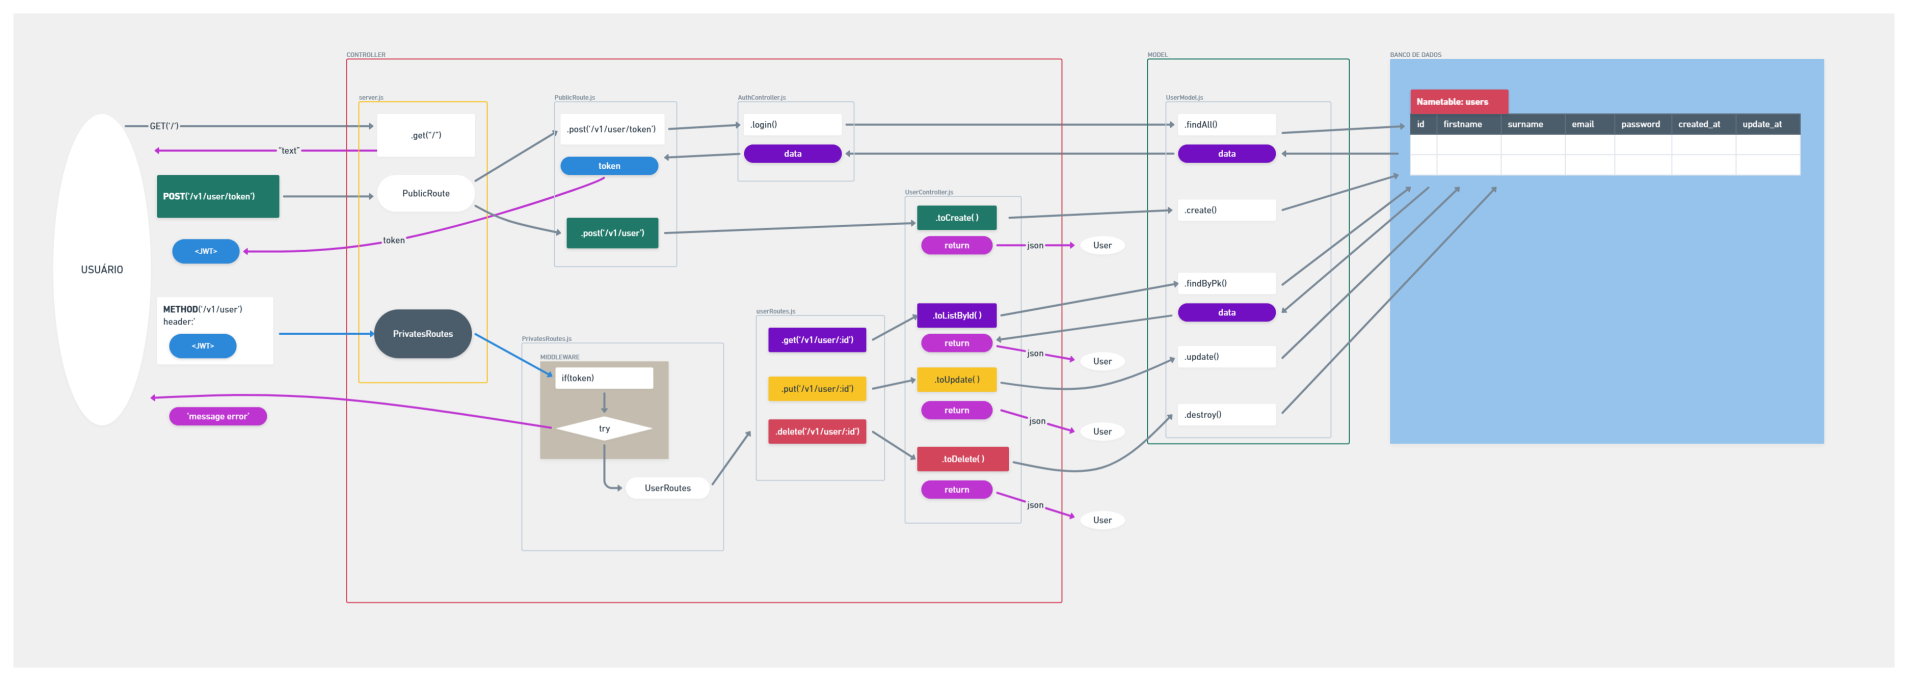 CONTROLLER
MODEL
BANCO DE DADOS
server.js
PublicRoute.js
AuthController.js
UserModel.js
Nametable: users
id firstname surname email password created_at update_at
GET('/')
.get("/")
.post('/v1/user/token')
.login()
.findAll()
"text"
token
data
data
POST('/v1/user/token')
PublicRoute
UserController.js
.toCreate( )
.create()
.post('/v1/user')
token
return
json
User
<JWT>
USUÁRIO
METHOD('/v1/user')
header:'
<JWT>
PrivatesRoutes
userRoutes.js
.toListById( )
.findByPk()
data
.get('/v1/user/:id')
return
json
User
PrivatesRoutes.js
MIDDLEWARE
if(token)
try
UserRoutes
'message error'
.put('/v1/user/:id')
.toUpdate( )
.update()
return
json
User
.delete('/v1/user/:id')
.toDelete( )
.destroy()
return
json
User